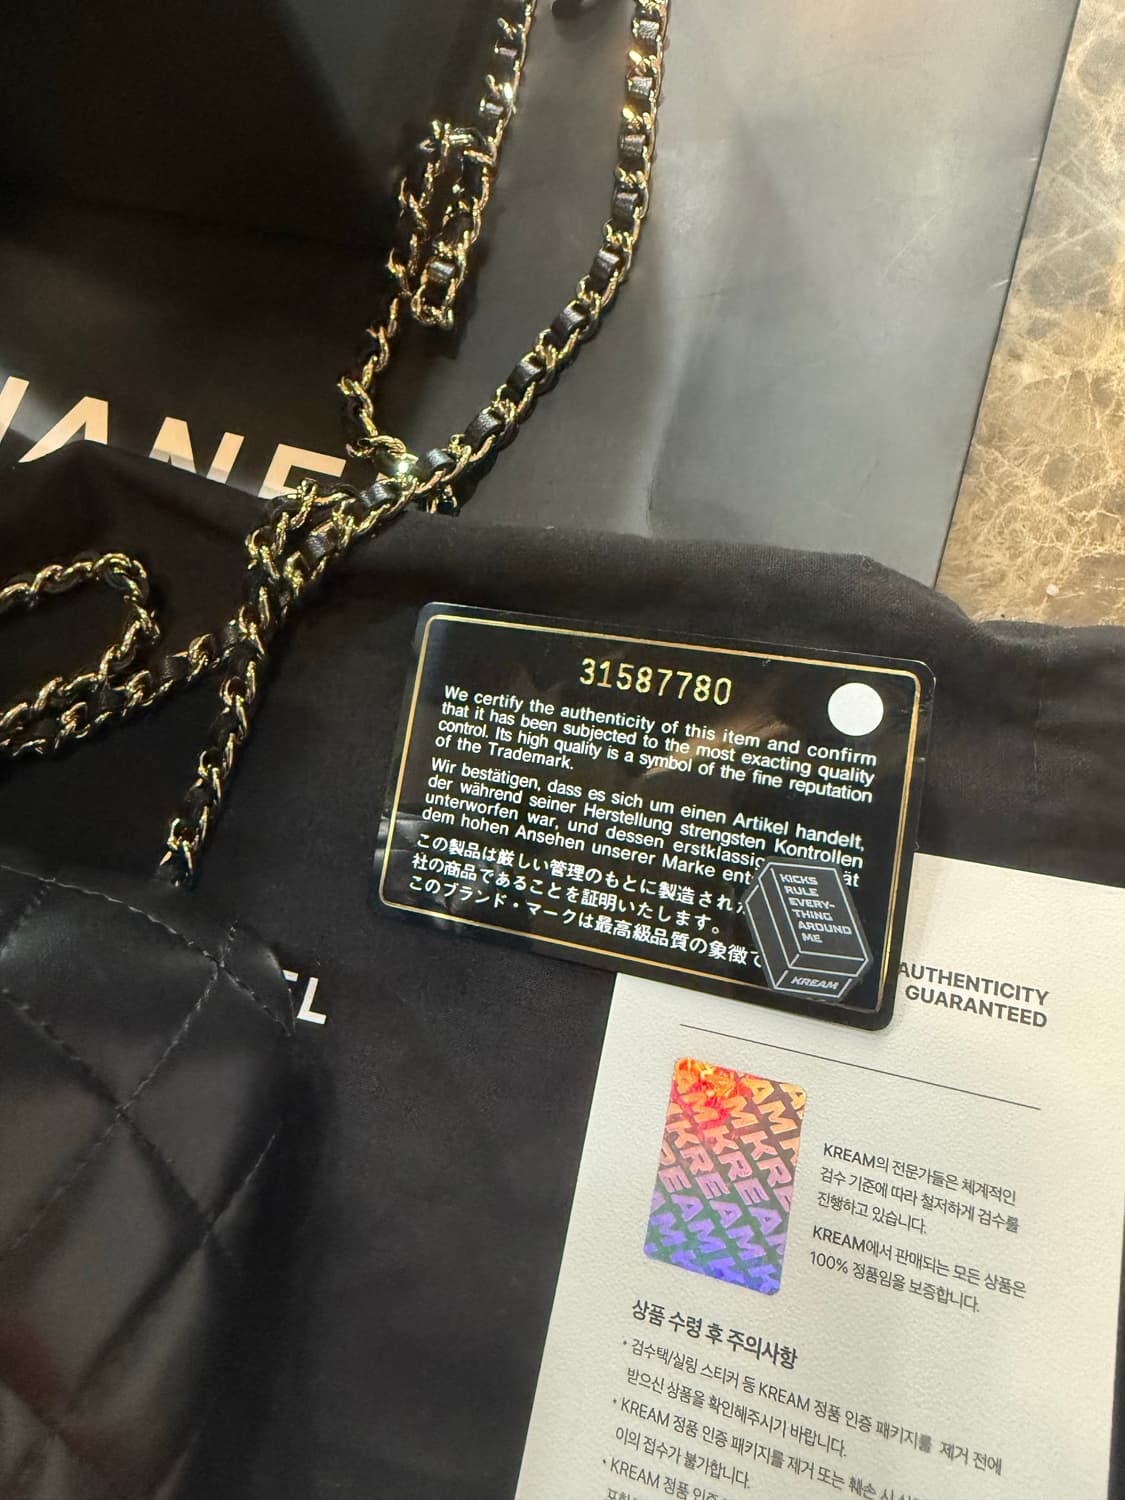 CHANEL
31587780
We certify the authenticity of this item and confirm
that it has been subjected to the most exacting quality
control. Its high quality is a symbol of the fine reputation
of the Trademark.
Wir bestätigen, dass es sich um einen Artikel handelt,
der während seiner Herstellung strengsten Kontrollen
unterworfen war, und dessen erstklassig
dem hohen Ansehen unserer Marke ent
この製品は厳しい管理のもとに製造され
社の商品であることを証明いたします。
このブランド・マークは最高級品質の象徴で
KICKS
RULE
EVERY-
THING
AROUND
ME
KREAM
EL
AUTHENTICITY
GUARANTEED
KREAM
KREAM의 전문가들은 체계적인
검수 기준에 따라 철저하게 검수를
진행하고 있습니다.
KREAM에서 판매되는 모든 상품은
100% 정품임을 보증합니다.
상품 수령 후 주의사항
• 검수택/실링 스티커 등 KREAM 정품 인증 패키지를 제거 전에
받으신 상품을 확인해주시기 바랍니다.
• KREAM 정품 인증 패키지를 제거 또는 훼손 시
이의 접수가 불가합니다.
• KREAM 정품